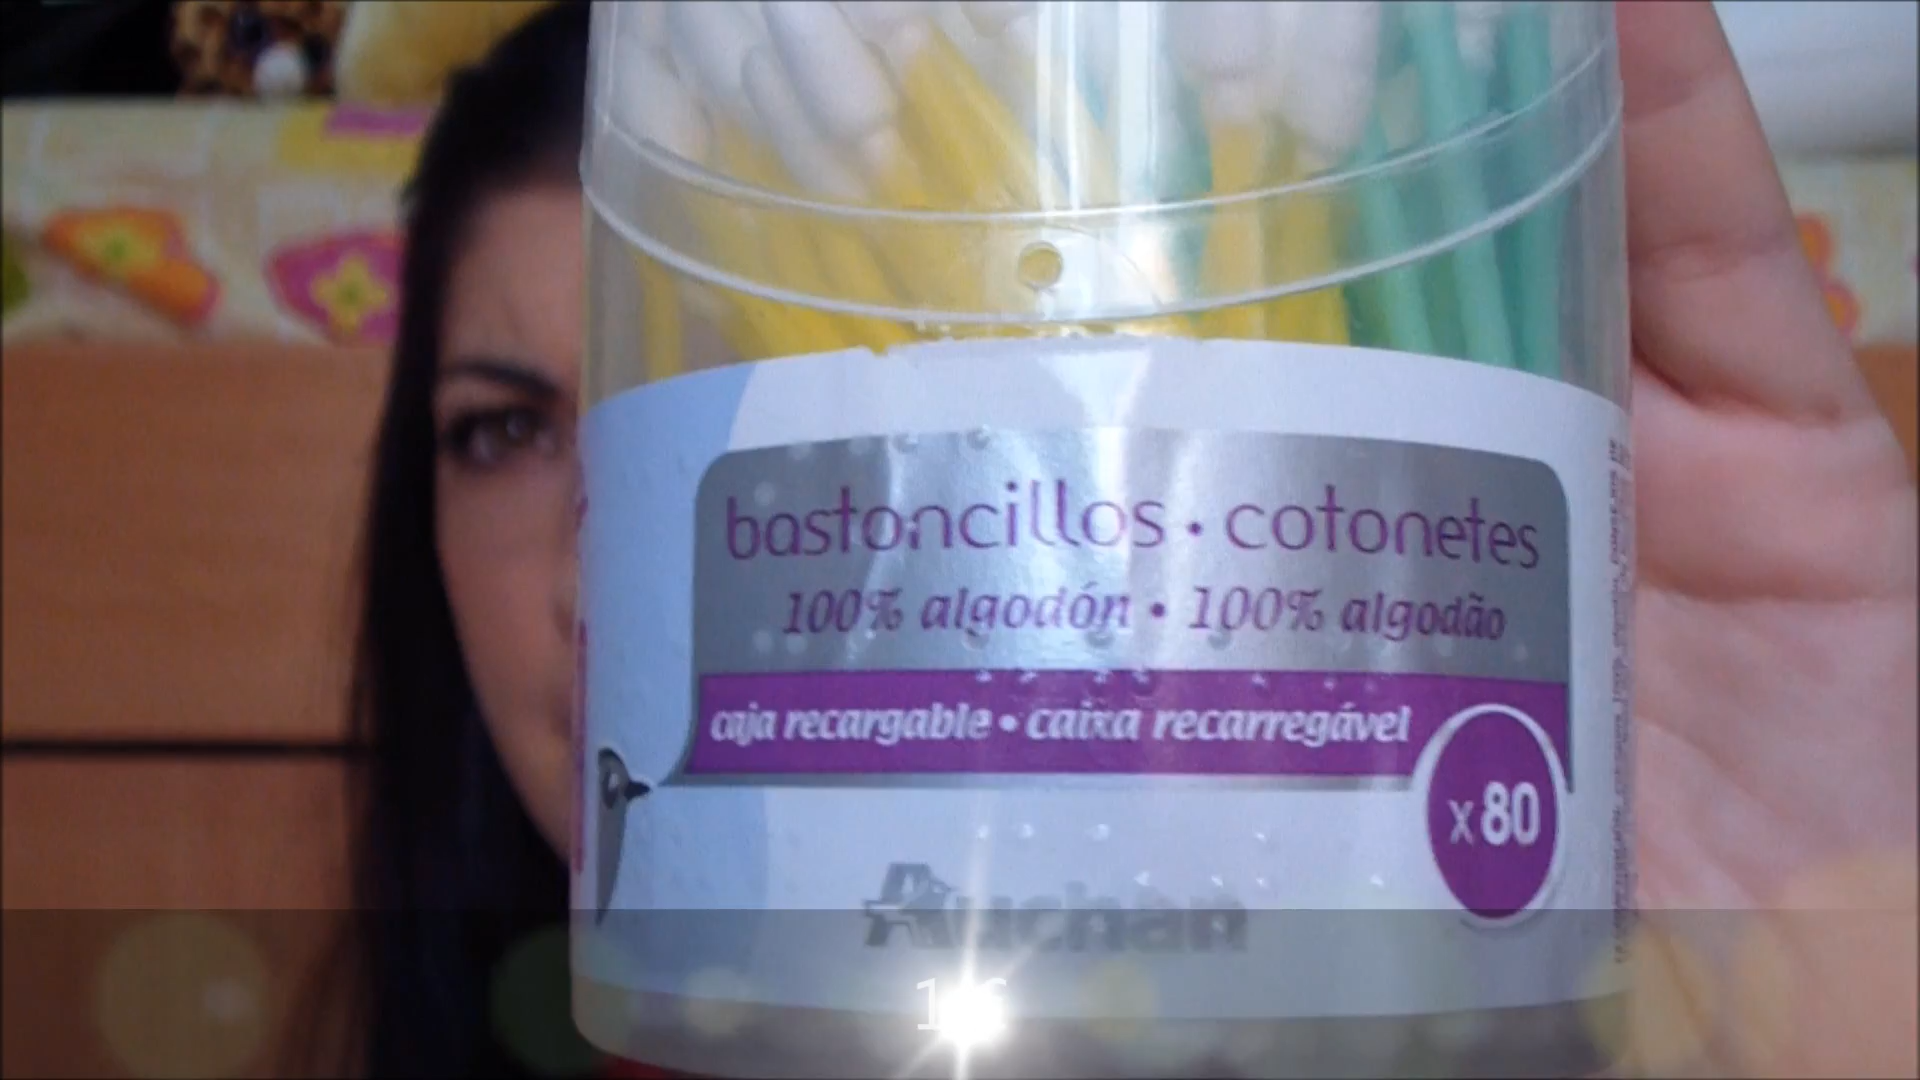 bastoncillos • cotonetes
100% algodón • 100% algodão
caja recargable • caixa recarregável
x80
Auchan